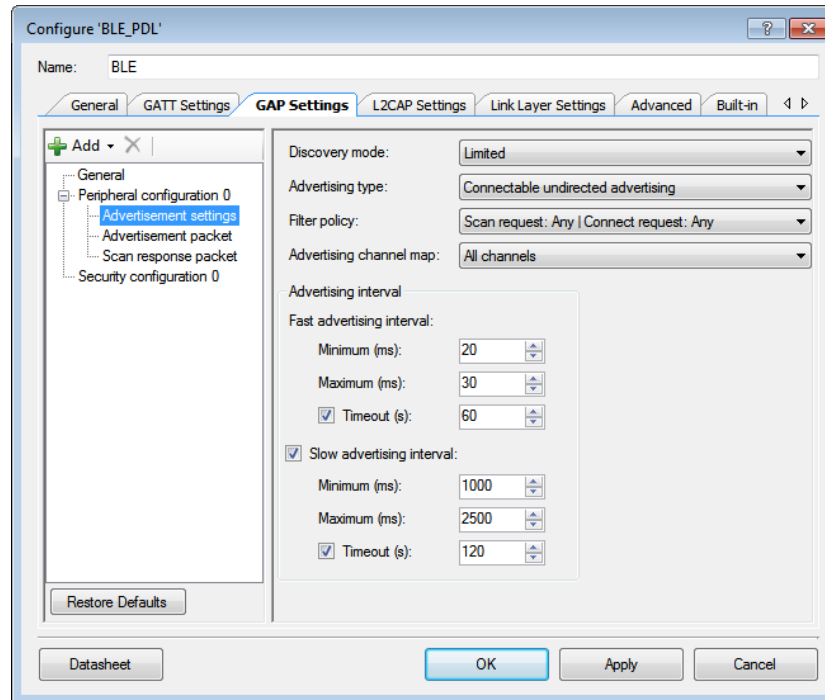 Configure 'BLE_PDL'
Name: BLE
General GATT Settings GAP Settings L2CAP Settings Link Layer Settings Advanced Built-in
Add
General
Peripheral configuration 0
Advertisement settings
Advertisement packet
Scan response packet
Security configuration 0
Restore Defaults
Discovery mode: Limited
Advertising type: Connectable undirected advertising
Filter policy: Scan request: Any | Connect request: Any
Advertising channel map: All channels
Advertising interval
Fast advertising interval:
Minimum (ms): 20
Maximum (ms): 30
Timeout (s): 60
Slow advertising interval:
Minimum (ms): 1000
Maximum (ms): 2500
Timeout (s): 120
Datasheet OK Apply Cancel